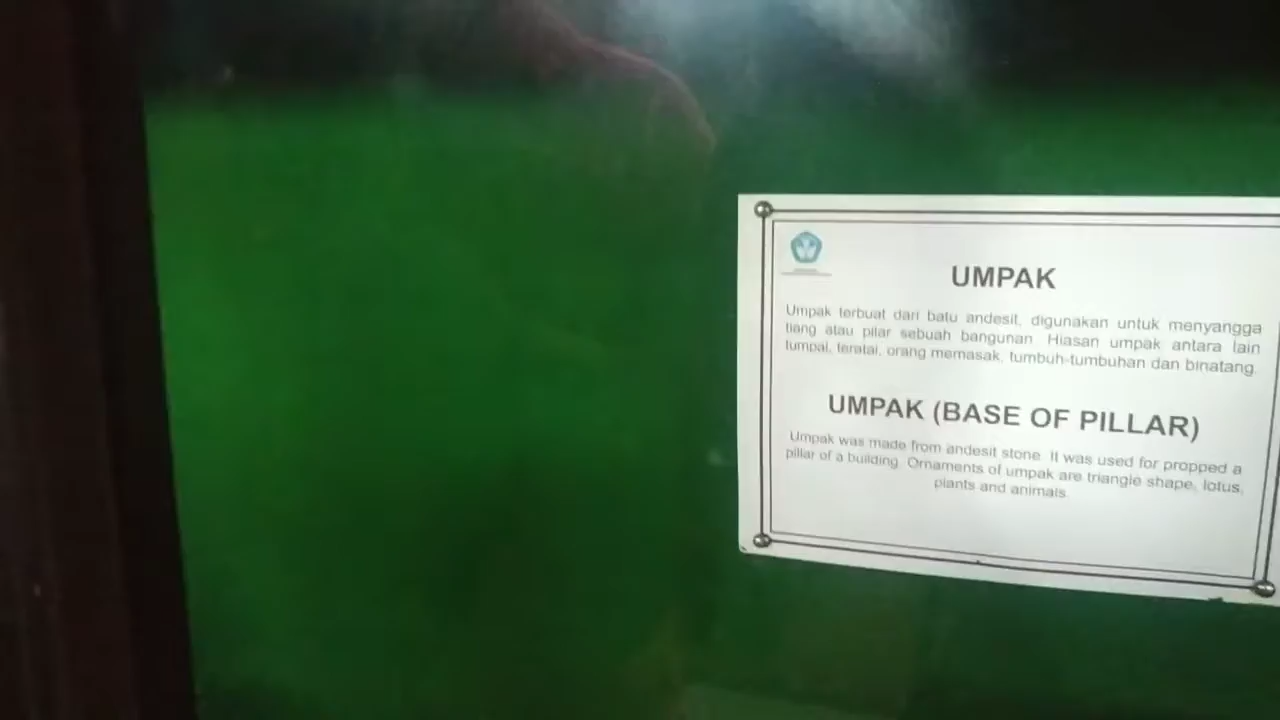 UMPAK
Umpak terbuat dari batu andesit, digunakan untuk menyangga
tiang atau pilar sebuah bangunan. Hiasan umpak antara lain
tumpal, teratai, orang memasak, tumbuh-tumbuhan dan binatang.
UMPAK (BASE OF PILLAR)
Umpak was made from andesit stone. It was used for propped a
pillar of a building. Ornaments of umpak are triangle shape, lotus,
plants and animals.